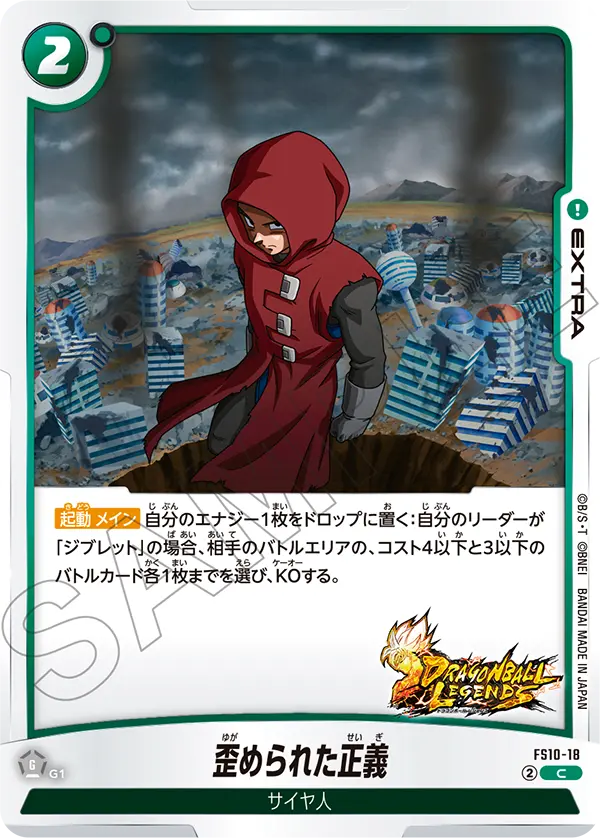 2
! EXTRA
起動メイン 自分のエナジー1枚をドロップに置く:自分のリーダーが
「ジブレット」の場合、相手のバトルエリアの、コスト4以下と3以下の
バトルカード各1枚までを選び、KOする。
DRAGONBALL
LEGENDS
©B/S・T ©BNEI BANDAI MADE IN JAPAN
SAMPLE
G
G1
歪められた正義
FS10-18
② C
サイヤ人